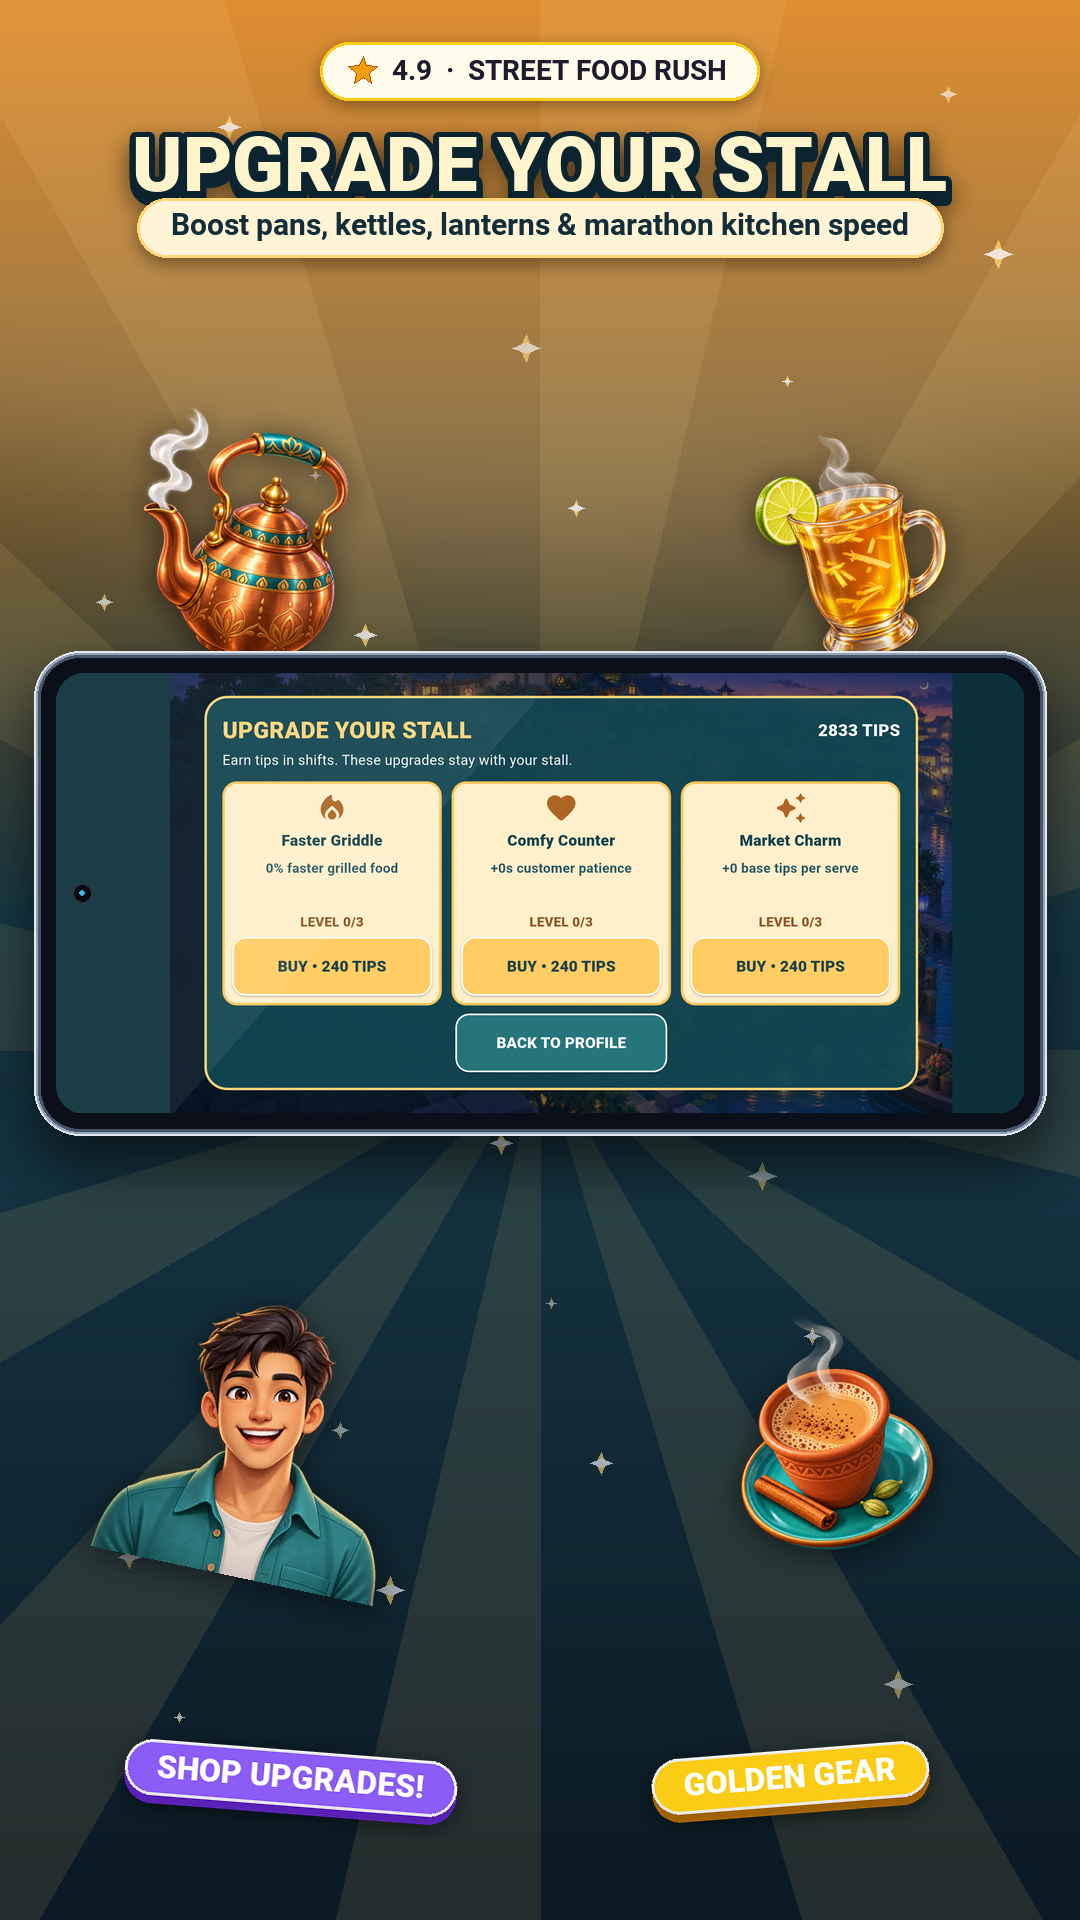 4.9 · STREET FOOD RUSH
UPGRADE YOUR STALL
Boost pans, kettles, lanterns & marathon kitchen speed
UPGRADE YOUR STALL
2833 TIPS
Earn tips in shifts. These upgrades stay with your stall.
Faster Griddle
0% faster grilled food
LEVEL 0/3
BUY • 240 TIPS
Comfy Counter
+0s customer patience
LEVEL 0/3
BUY • 240 TIPS
Market Charm
+0 base tips per serve
LEVEL 0/3
BUY • 240 TIPS
BACK TO PROFILE
SHOP UPGRADES!
GOLDEN GEAR